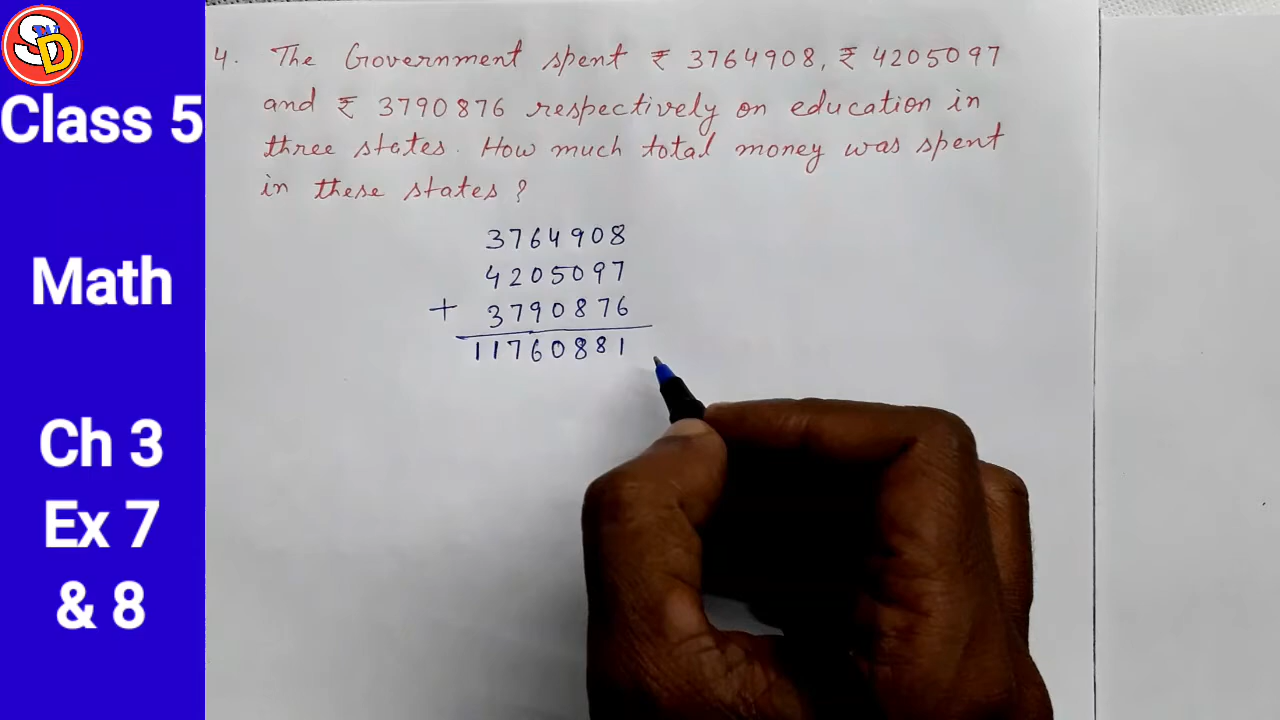 SWD
Class 5
Math
Ch 3
Ex 7
& 8
4. The Government spent ₹ 3764908, ₹ 4205097
and ₹ 3790876 respectively on education in
three states. How much total money was spent
in these states ?
3764908
4205097
+ 3790876
11760881